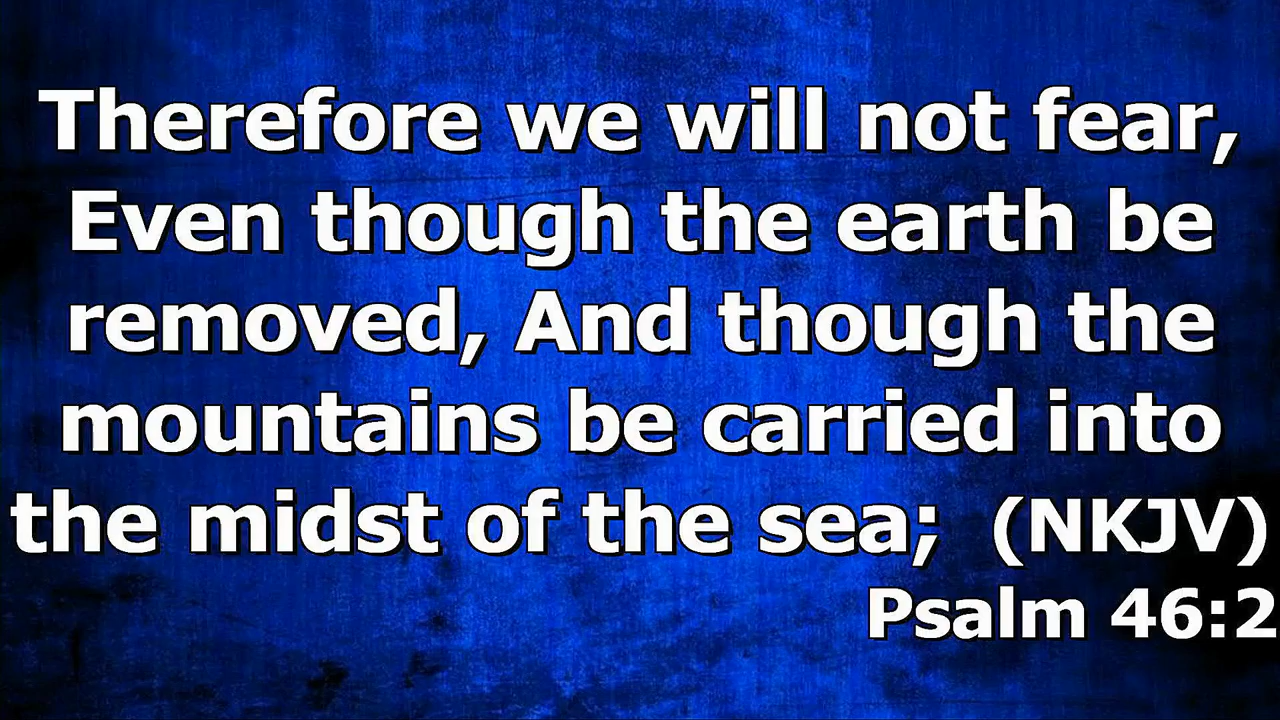 Therefore we will not fear,
Even though the earth be
removed, And though the
mountains be carried into
the midst of the sea; (NKJV)
Psalm 46:2